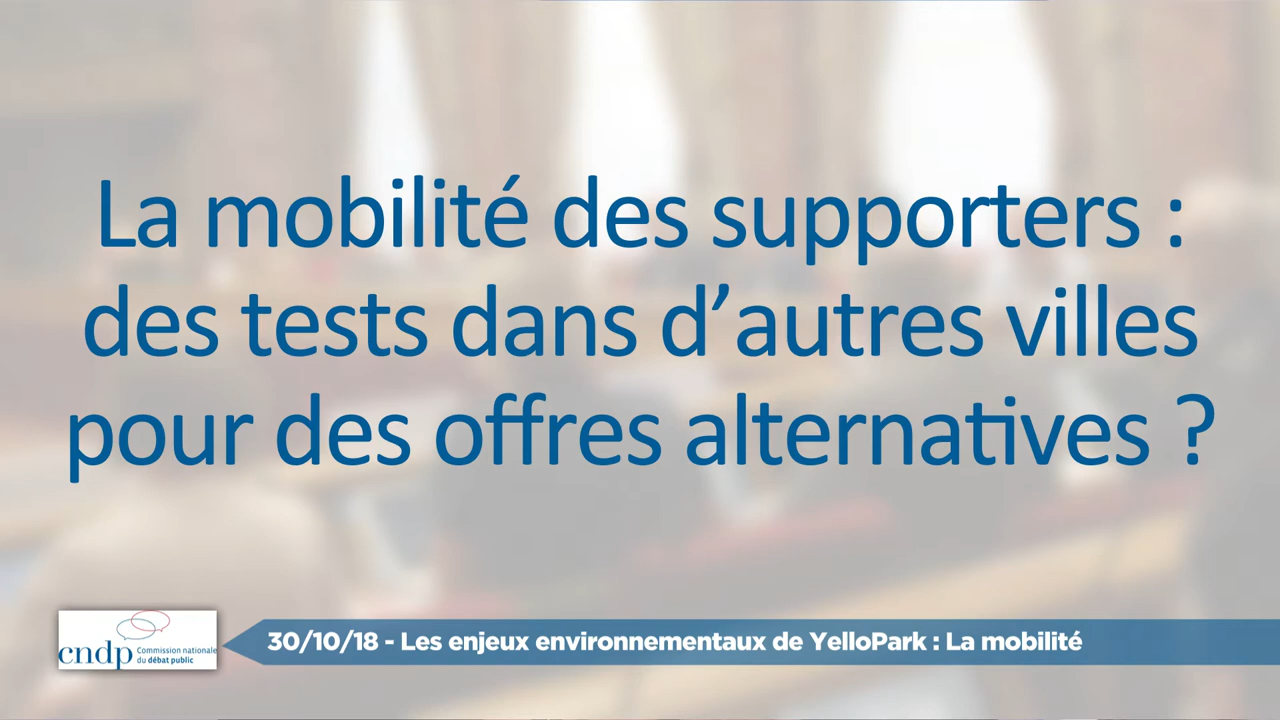 La mobilité des supporters :
des tests dans d’autres villes
pour des offres alternatives ?
cndp
Commission nationale
du débat public
30/10/18 - Les enjeux environnementaux de YelloPark : La mobilité